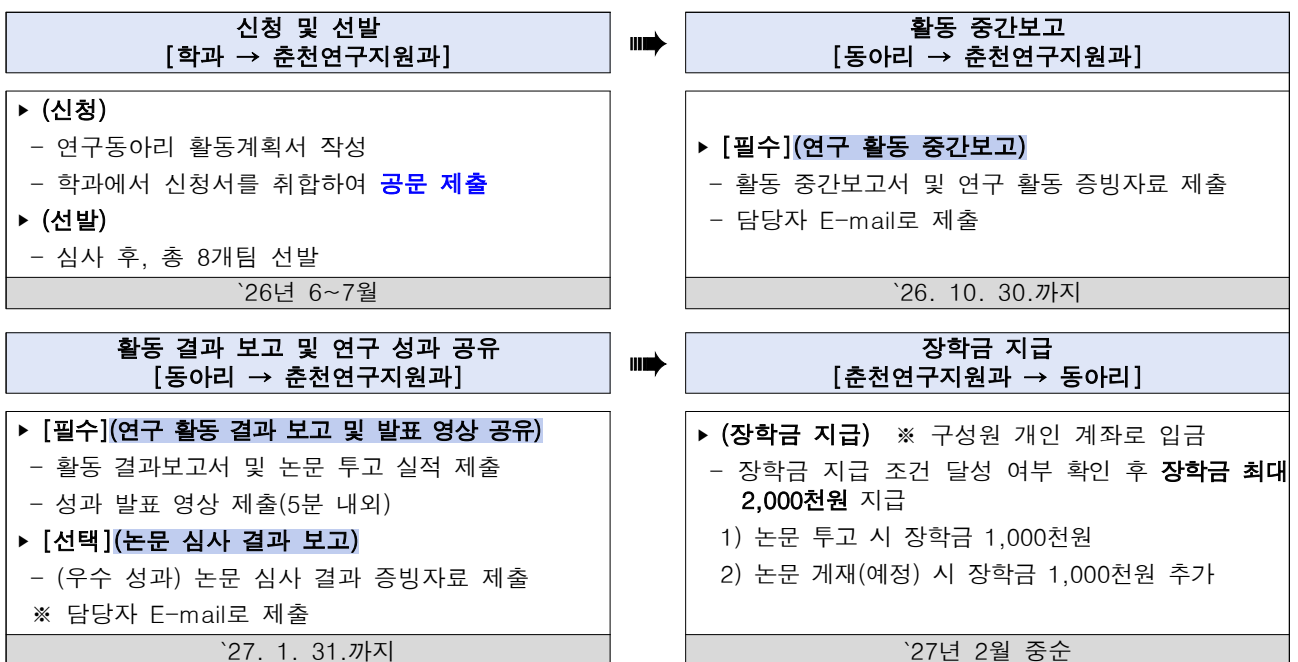 신청 및 선발
[학과 → 춘천연구지원과]
▸ (신청)
- 연구동아리 활동계획서 작성
- 학과에서 신청서를 취합하여 공문 제출
▸ (선발)
- 심사 후, 총 8개팀 선발
`26년 6~7월
활동 중간보고
[동아리 → 춘천연구지원과]
▸ [필수](연구 활동 중간보고)
- 활동 중간보고서 및 연구 활동 증빙자료 제출
- 담당자 E-mail로 제출
`26. 10. 30.까지
활동 결과 보고 및 연구 성과 공유
[동아리 → 춘천연구지원과]
▸ [필수](연구 활동 결과 보고 및 발표 영상 공유)
- 활동 결과보고서 및 논문 투고 실적 제출
- 성과 발표 영상 제출(5분 내외)
▸ [선택](논문 심사 결과 보고)
- (우수 성과) 논문 심사 결과 증빙자료 제출
※ 담당자 E-mail로 제출
`27. 1. 31.까지
장학금 지급
[춘천연구지원과 → 동아리]
▸ (장학금 지급) ※ 구성원 개인 계좌로 입금
- 장학금 지급 조건 달성 여부 확인 후 장학금 최대
2,000천원 지급
1) 논문 투고 시 장학금 1,000천원
2) 논문 게재(예정) 시 장학금 1,000천원 추가
`27년 2월 중순